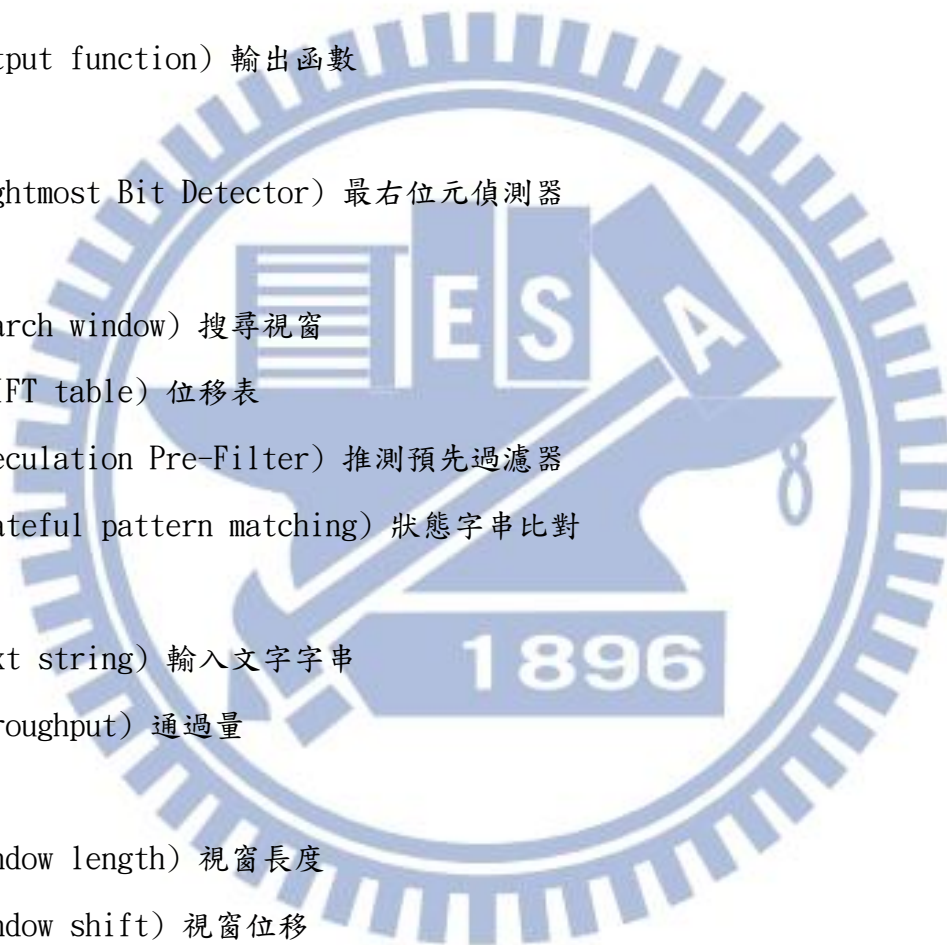 tput function) 輸出函數
ghtmost Bit Detector) 最右位元偵測器
arch window) 搜尋視窗
IFT table) 位移表
eculation Pre-Filter) 推測預先過濾器
ateful pattern matching) 狀態字串比對
xt string) 輸入文字字串
roughput) 通過量
ndow length) 視窗長度
ndow shift) 視窗位移
E S A
1896